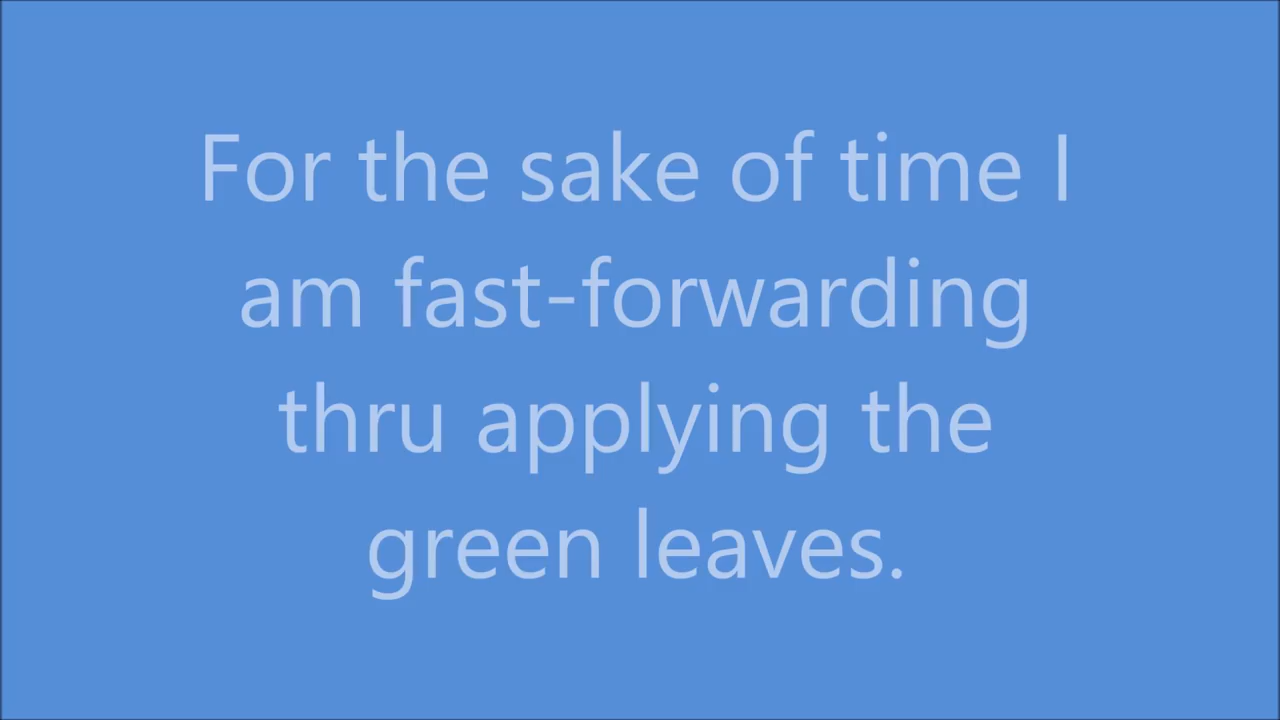 For the sake of time I
am fast-forwarding
thru applying the
green leaves.